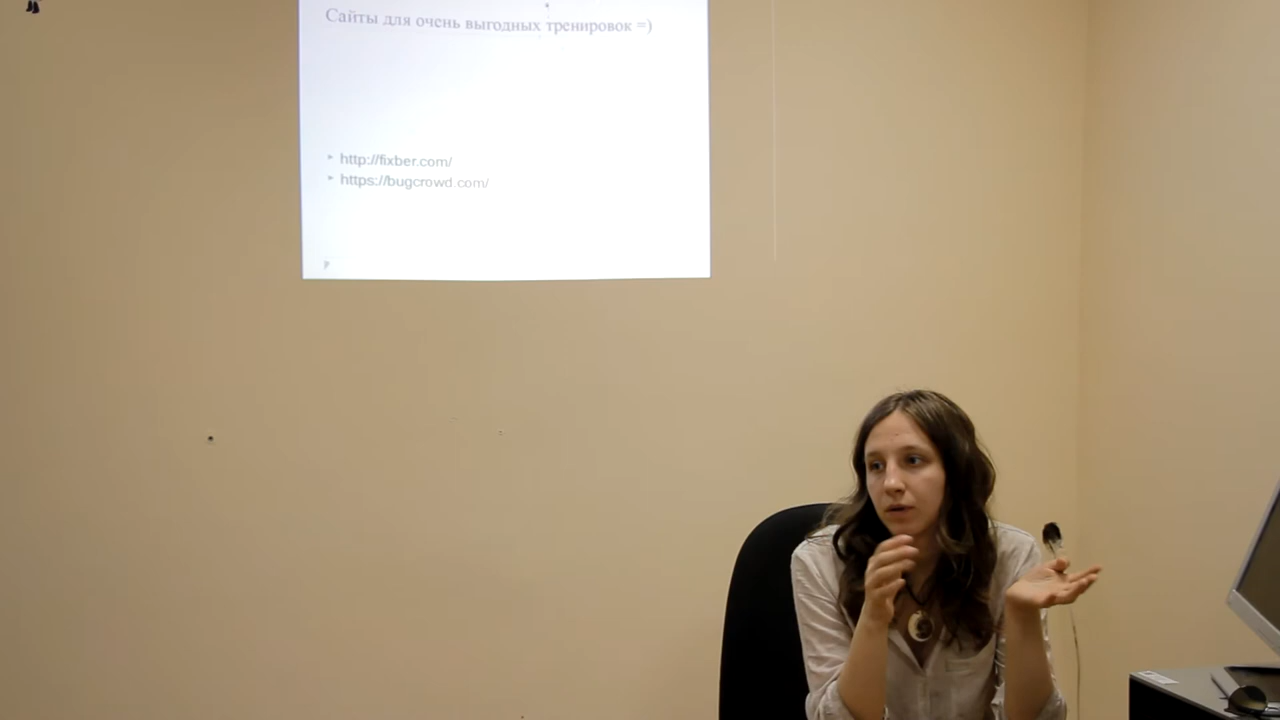 Сайты для очень выгодных тренировок =)
http://fixber.com/
https://bugcrowd.com/